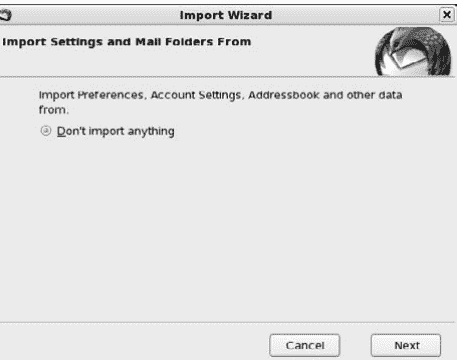 Import Wizard
Import Settings and Mail Folders From
Import Preferences, Account Settings, Addressbook and other data
from.
Don't import anything
Cancel
Next